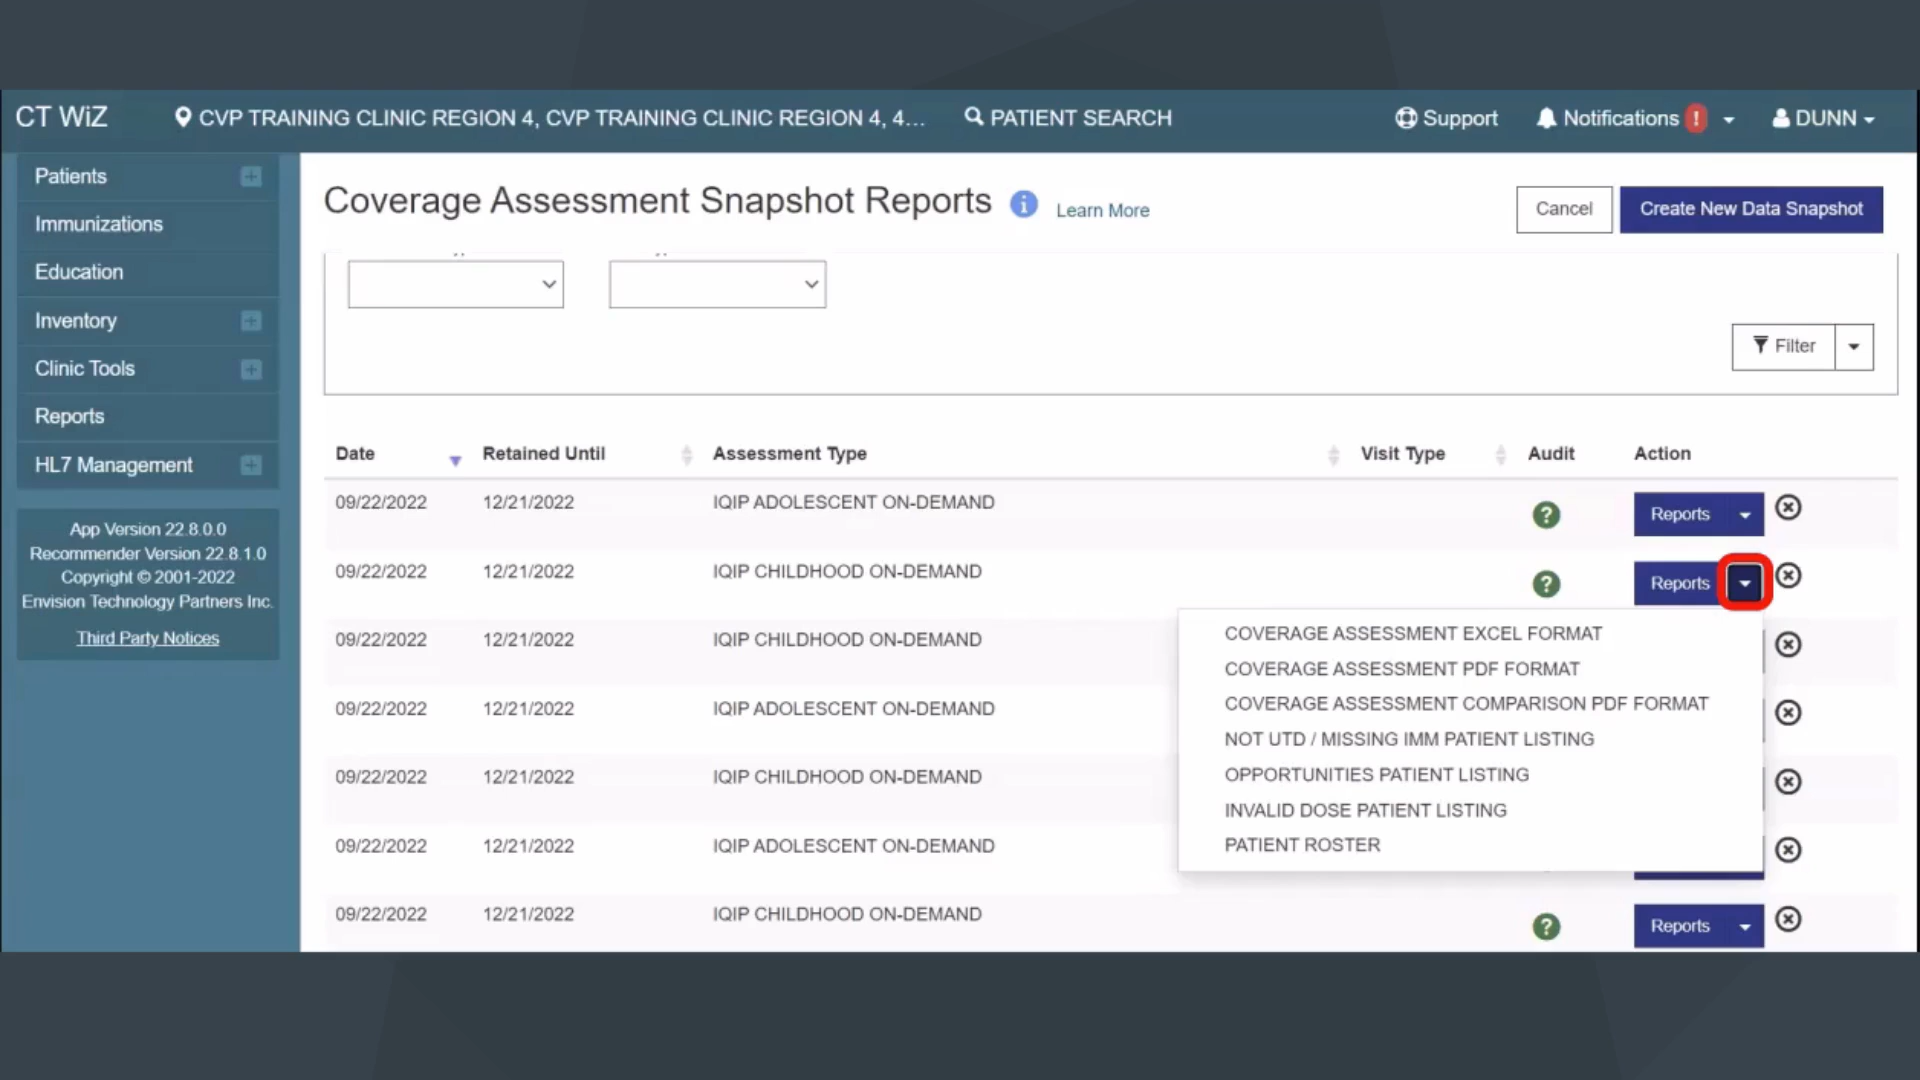 CT WiZ
CVP TRAINING CLINIC REGION 4, CVP TRAINING CLINIC REGION 4, 4...
PATIENT SEARCH
Support
Notifications !
DUNN
Patients
Immunizations
Education
Inventory
Clinic Tools
Reports
HL7 Management
App Version 22.8.0.0
Recommender Version 22.8.1.0
Copyright © 2001-2022
Envision Technology Partners Inc.
Third Party Notices
Coverage Assessment Snapshot Reports
Learn More
Cancel
Create New Data Snapshot
Filter
Date Retained Until Assessment Type Visit Type Audit Action
09/22/2022 12/21/2022 IQIP ADOLESCENT ON-DEMAND ? Reports
09/22/2022 12/21/2022 IQIP CHILDHOOD ON-DEMAND ? Reports
09/22/2022 12/21/2022 IQIP CHILDHOOD ON-DEMAND
09/22/2022 12/21/2022 IQIP ADOLESCENT ON-DEMAND
09/22/2022 12/21/2022 IQIP CHILDHOOD ON-DEMAND
09/22/2022 12/21/2022 IQIP ADOLESCENT ON-DEMAND
09/22/2022 12/21/2022 IQIP CHILDHOOD ON-DEMAND ? Reports
COVERAGE ASSESSMENT EXCEL FORMAT
COVERAGE ASSESSMENT PDF FORMAT
COVERAGE ASSESSMENT COMPARISON PDF FORMAT
NOT UTD / MISSING IMM PATIENT LISTING
OPPORTUNITIES PATIENT LISTING
INVALID DOSE PATIENT LISTING
PATIENT ROSTER